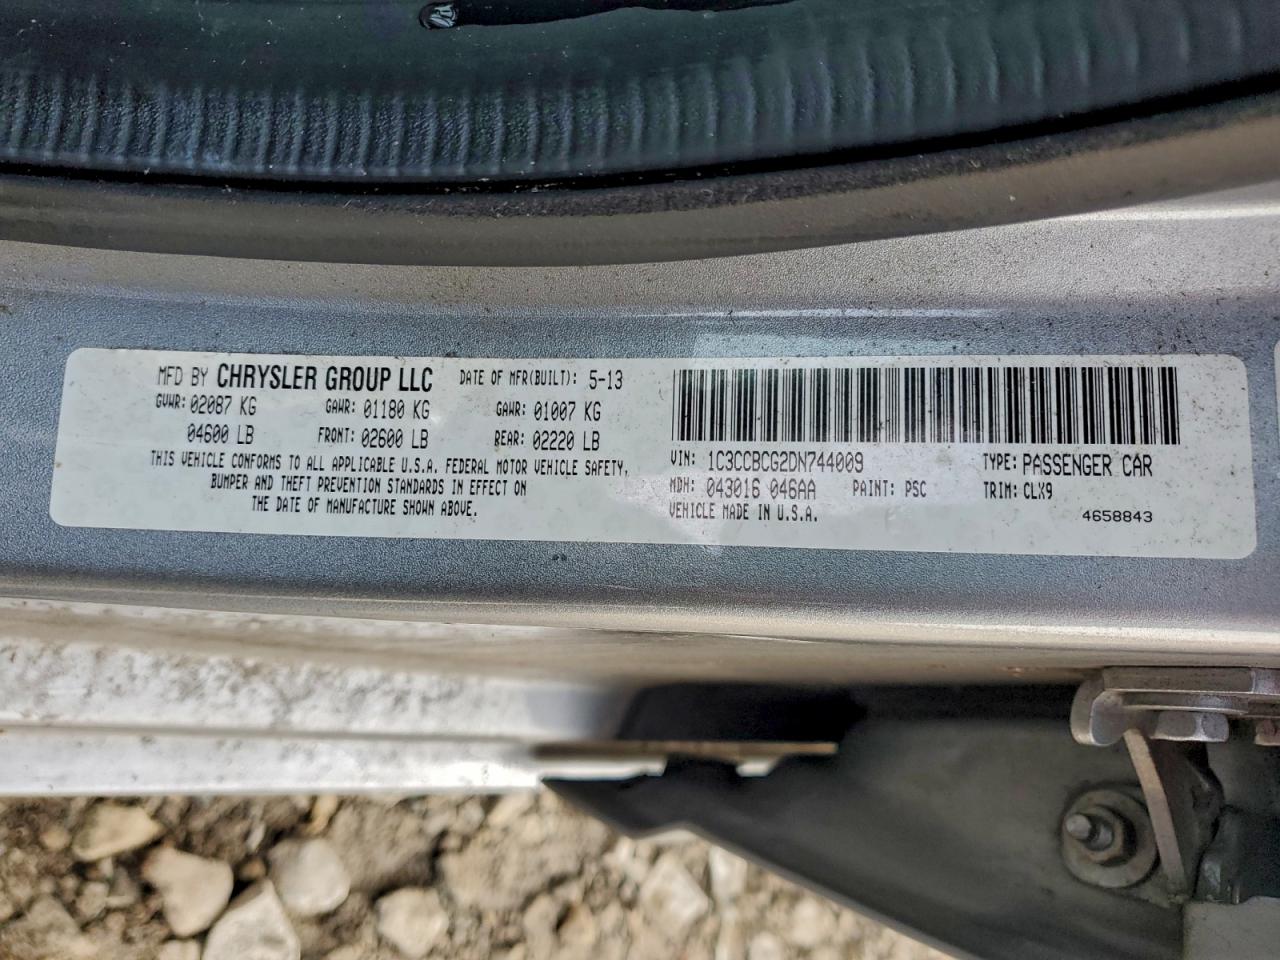 MFD BY CHRYSLER GROUP LLC DATE OF MFR(BUILT): 5-13
GVWR: 02087 KG GAWR: 01180 KG GAWR: 01007 KG
04600 LB FRONT: 02600 LB REAR: 02220 LB
THIS VEHICLE CONFORMS TO ALL APPLICABLE U.S.A. FEDERAL MOTOR VEHICLE SAFETY,
BUMPER AND THEFT PREVENTION STANDARDS IN EFFECT ON
THE DATE OF MANUFACTURE SHOWN ABOVE.
VIN: 1C3CCBCG2DN744009 TYPE: PASSENGER CAR
MDH: 043016 046AA PAINT: PSC TRIM: CLX9
VEHICLE MADE IN U.S.A. 4658843